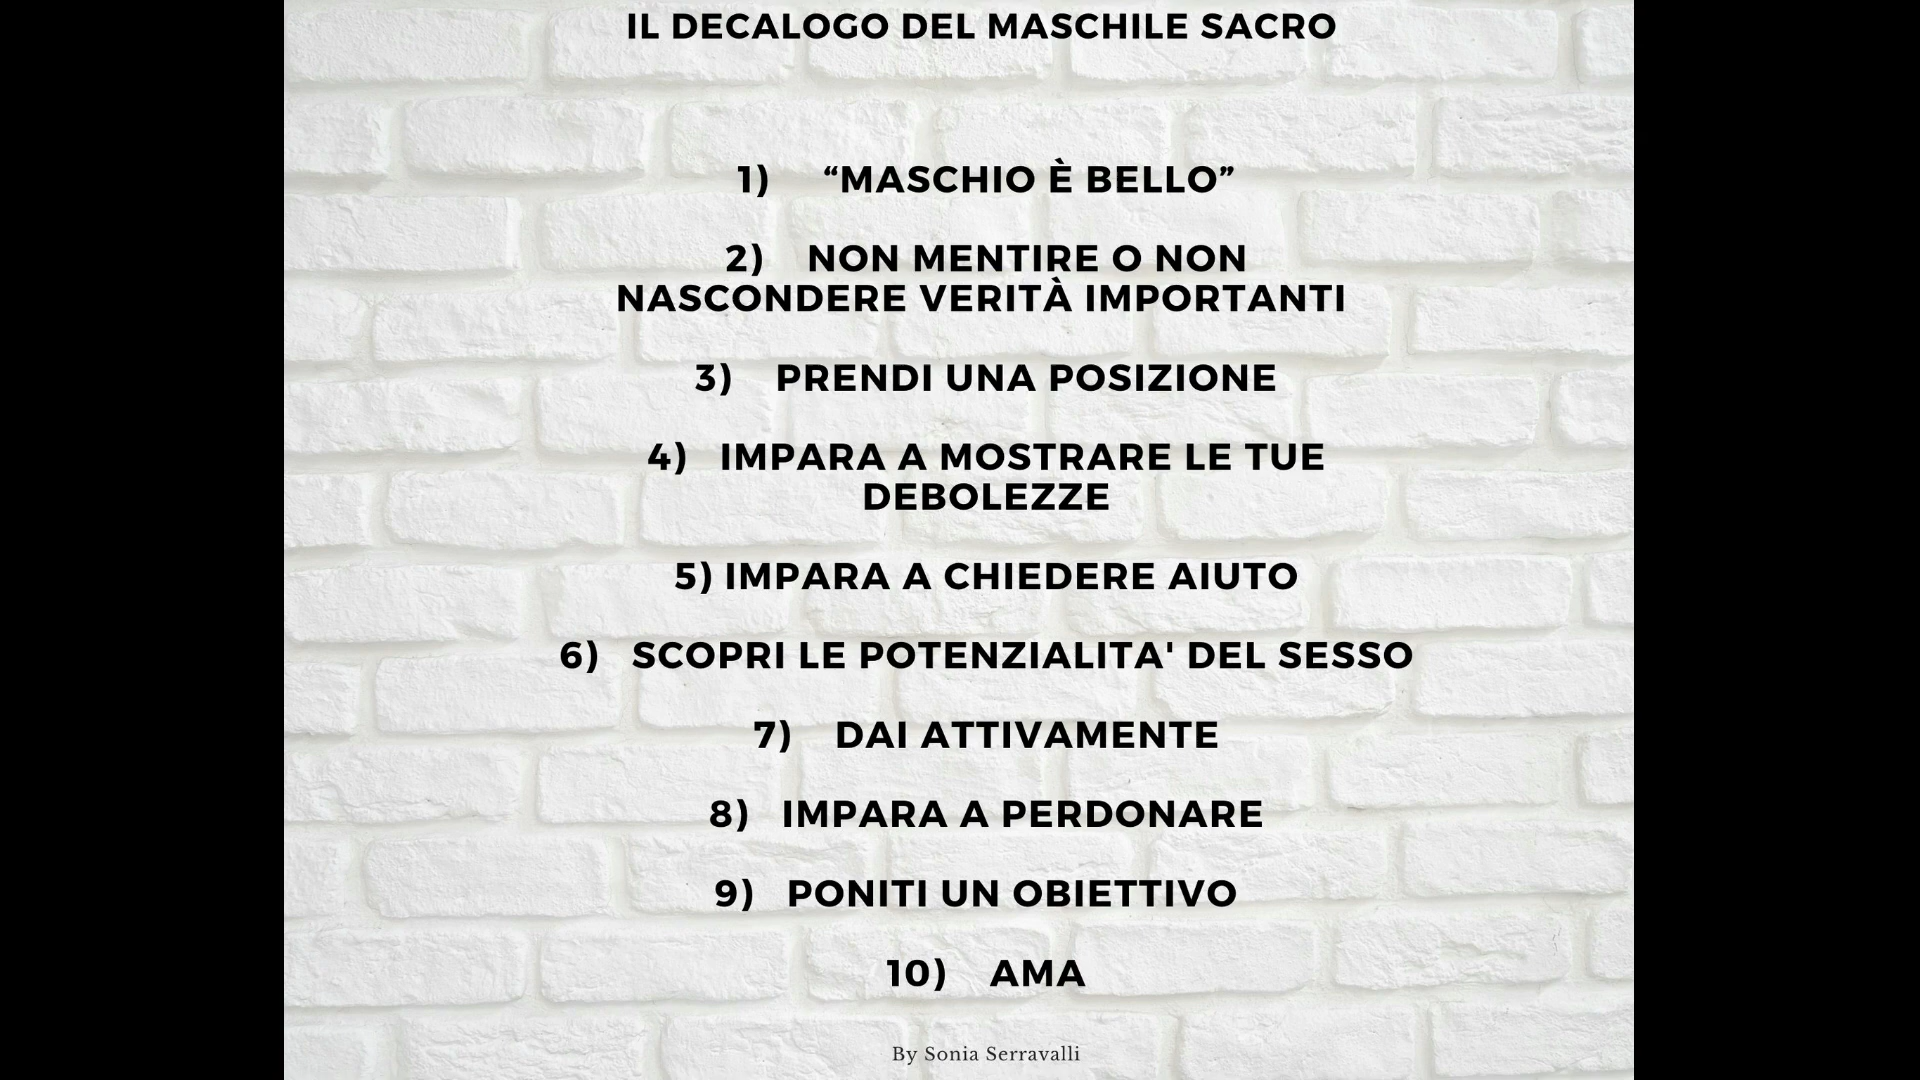 IL DECALOGO DEL MASCHILE SACRO
1) “MASCHIO È BELLO”
2) NON MENTIRE O NON
NASCONDERE VERITÀ IMPORTANTI
3) PRENDI UNA POSIZIONE
4) IMPARA A MOSTRARE LE TUE
DEBOLEZZE
5) IMPARA A CHIEDERE AIUTO
6) SCOPRI LE POTENZIALITA' DEL SESSO
7) DAI ATTIVAMENTE
8) IMPARA A PERDONARE
9) PONITI UN OBIETTIVO
10) AMA
By Sonia Serravalli